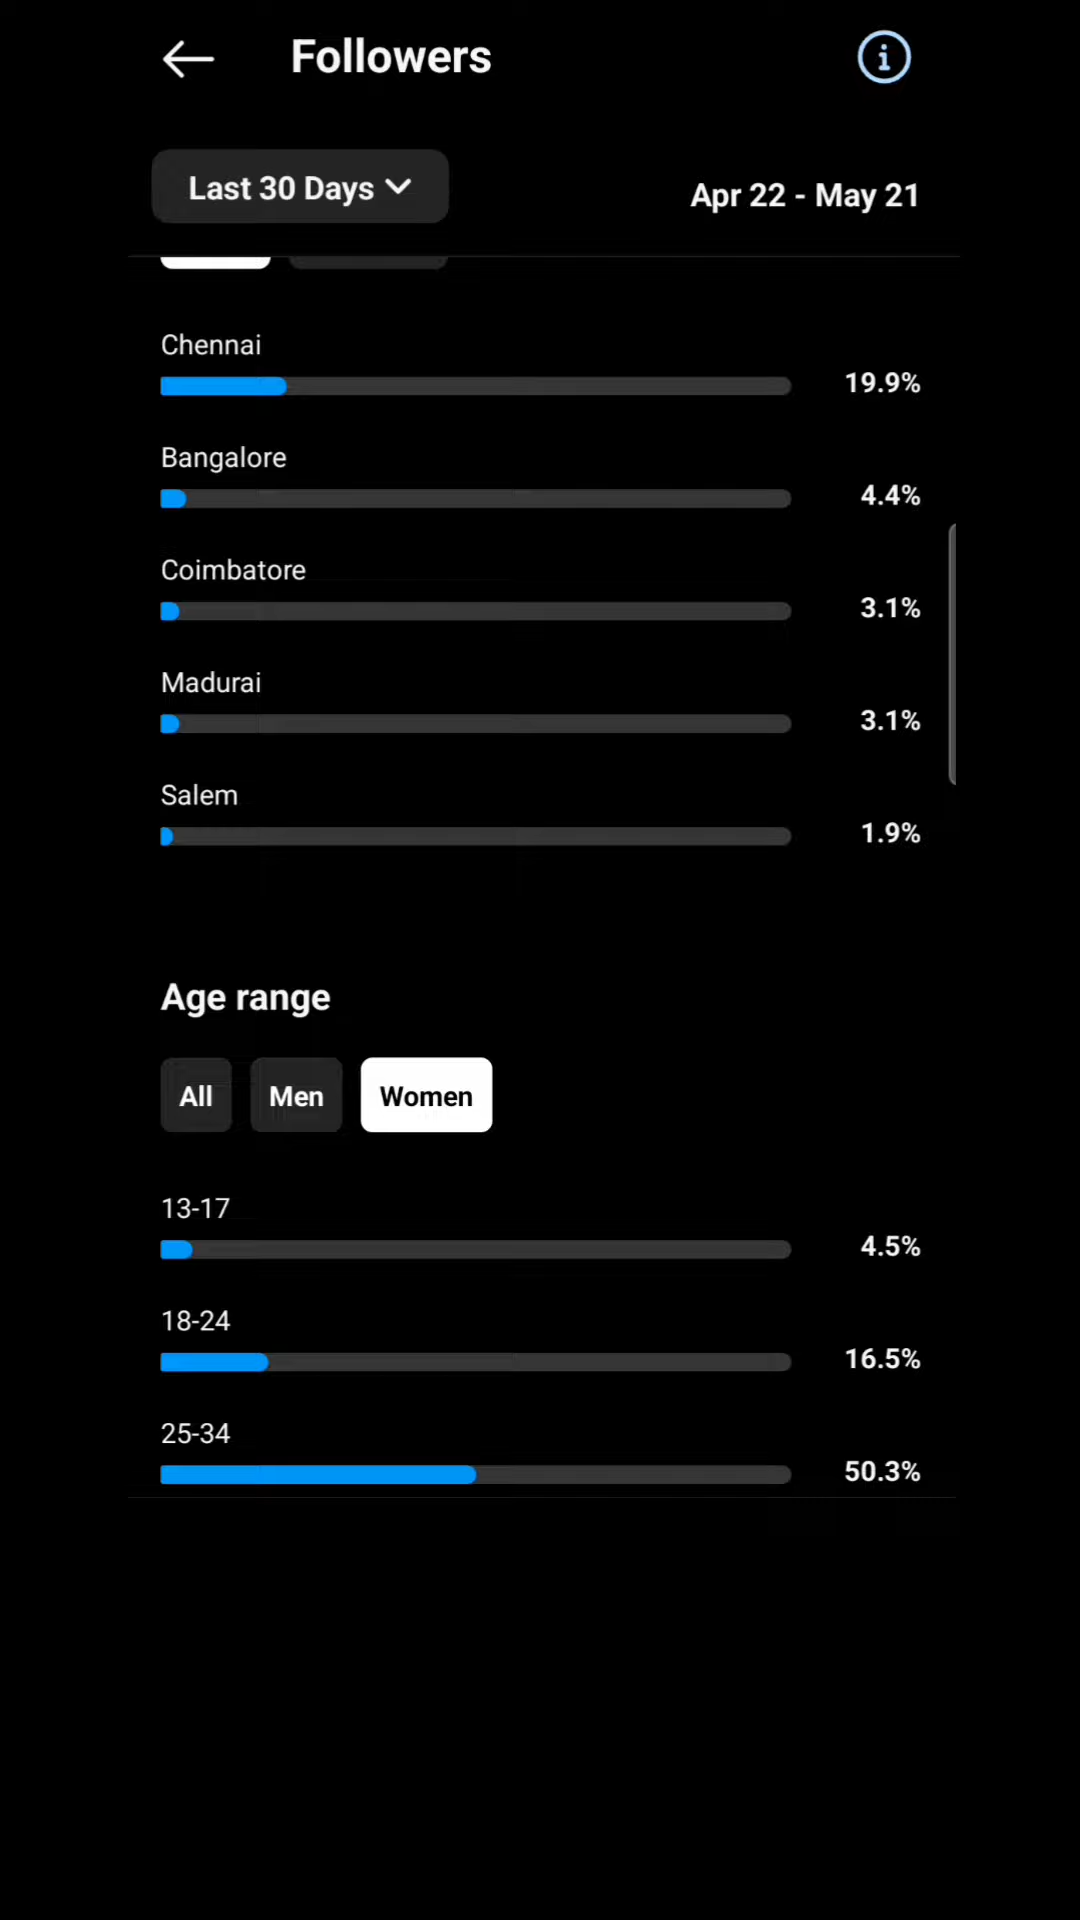 Followers
Last 30 Days
Apr 22 - May 21
Chennai
19.9%
Bangalore
4.4%
Coimbatore
3.1%
Madurai
3.1%
Salem
1.9%
Age range
All Men Women
13-17
4.5%
18-24
16.5%
25-34
50.3%